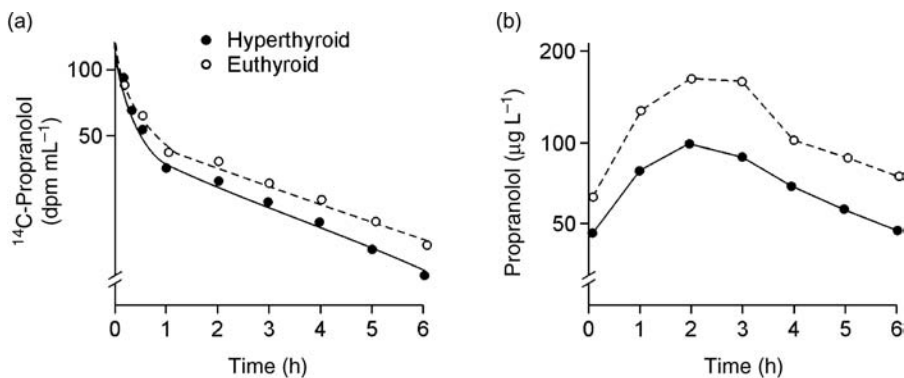 (a)
● Hyperthyroid
○ Euthyroid
100
50
¹⁴C-Propranolol
(dpm mL⁻¹)
0 1 2 3 4 5 6
Time (h)
(b)
200
100
50
Propranolol (µg L⁻¹)
0 1 2 3 4 5 6
Time (h)